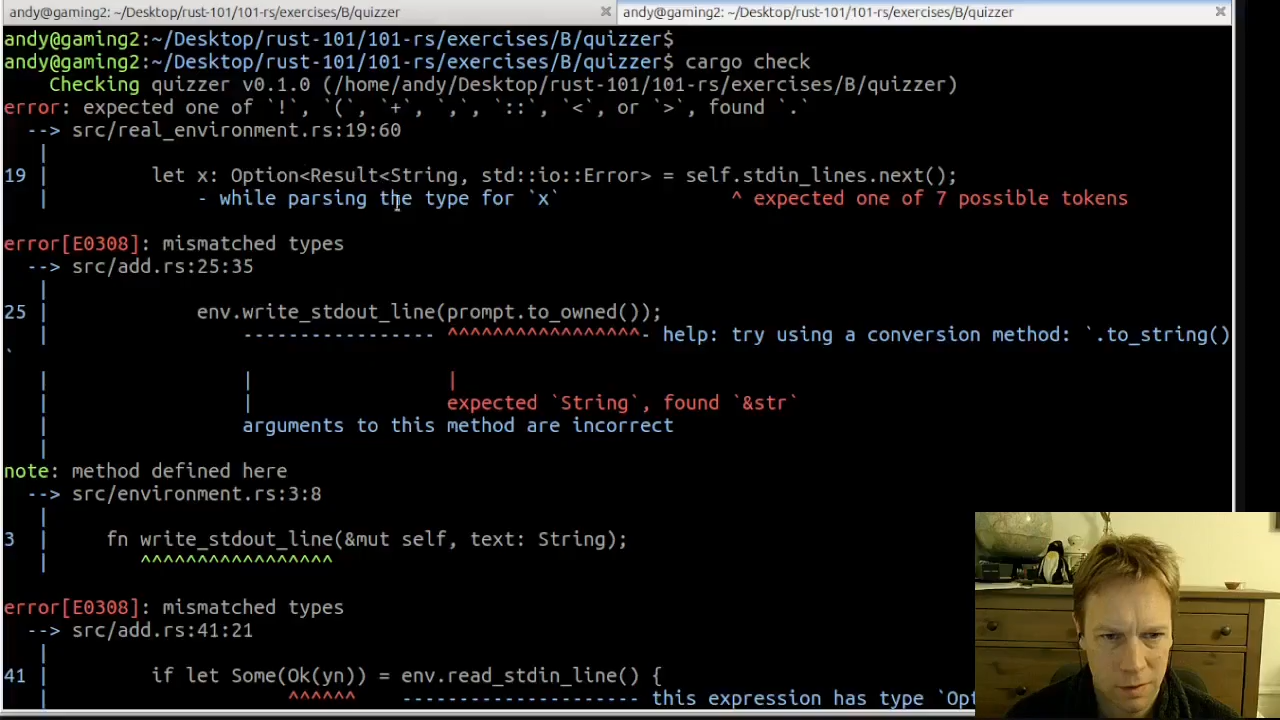 andy@gaming2: ~/Desktop/rust-101/101-rs/exercises/B/quizzer
andy@gaming2: ~/Desktop/rust-101/101-rs/exercises/B/quizzer
andy@gaming2:~/Desktop/rust-101/101-rs/exercises/B/quizzer$
andy@gaming2:~/Desktop/rust-101/101-rs/exercises/B/quizzer$ cargo check
    Checking quizzer v0.1.0 (/home/andy/Desktop/rust-101/101-rs/exercises/B/quizzer)
error: expected one of `!`, `(`, `+`, `,`, `::`, `<`, or `>`, found `.`
  --> src/real_environment.rs:19:60
   |
19 |         let x: Option<Result<String, std::io::Error> = self.stdin_lines.next();
   |             - while parsing the type for `x`               ^ expected one of 7 possible tokens
error[E0308]: mismatched types
  --> src/add.rs:25:35
   |
25 |             env.write_stdout_line(prompt.to_owned());
   |                 ----------------- ^^^^^^^^^^^^^^^^^- help: try using a conversion method: `.to_string()
`
   |                 |                 |
   |                 |                 expected `String`, found `&str`
   |                 arguments to this method are incorrect
   |
note: method defined here
  --> src/environment.rs:3:8
   |
3  |     fn write_stdout_line(&mut self, text: String);
   |        ^^^^^^^^^^^^^^^^^
error[E0308]: mismatched types
  --> src/add.rs:41:21
   |
41 |         if let Some(Ok(yn)) = env.read_stdin_line() {
   |                     ^^^^^^    --------------------- this expression has type `Opt